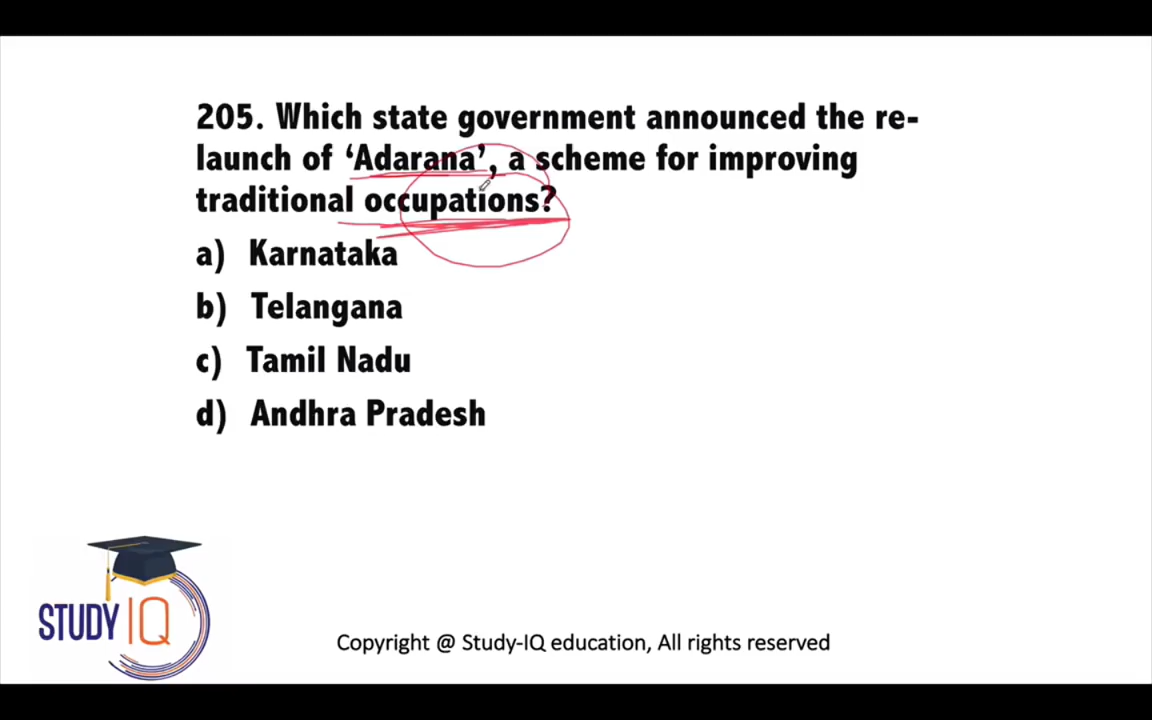 205. Which state government announced the re-
launch of ‘Adarana’, a scheme for improving
traditional occupations?
a) Karnataka
b) Telangana
c) Tamil Nadu
d) Andhra Pradesh
STUDY IQ
Copyright @ Study-IQ education, All rights reserved